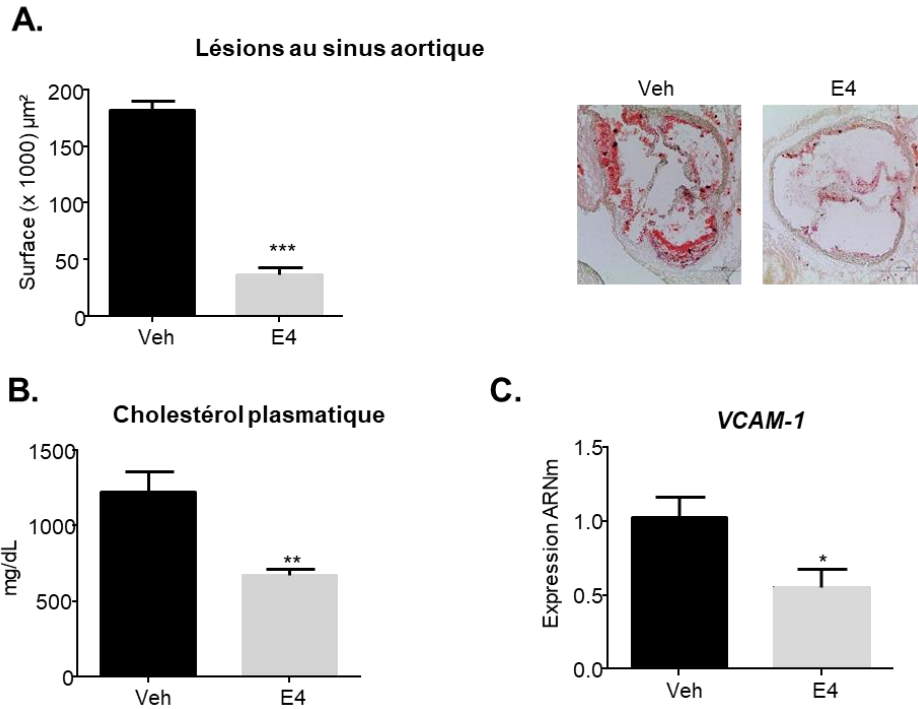 A.
Lésions au sinus aortique
Surface (x 1000) µm²
200
150
100
50
0
***
Veh
E4
Veh
E4
B.
Cholestérol plasmatique
mg/dL
1500
1000
500
0
**
Veh
E4
C.
VCAM-1
Expression ARNm
1.5
1.0
0.5
0.0
*
Veh
E4